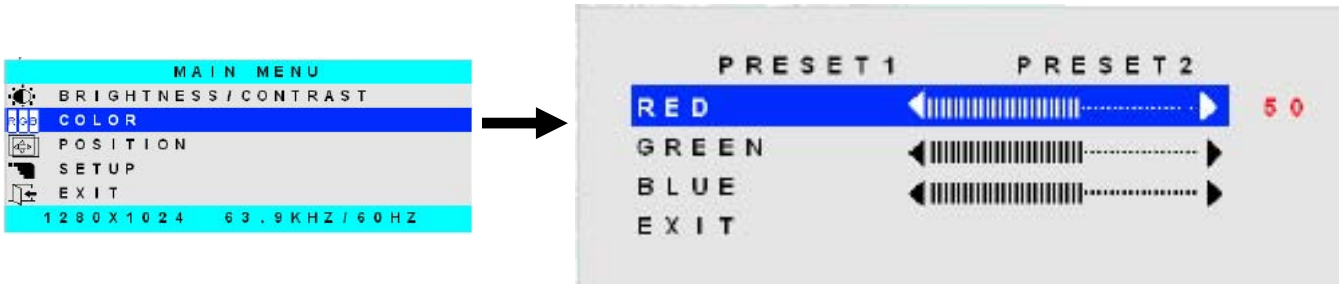 MAIN MENU
BRIGHTNESS/CONTRAST
RGB COLOR
POSITION
SETUP
EXIT
1280X1024 63.9KHZ/60HZ
PRESET1 PRESET2
RED 50
GREEN
BLUE
EXIT